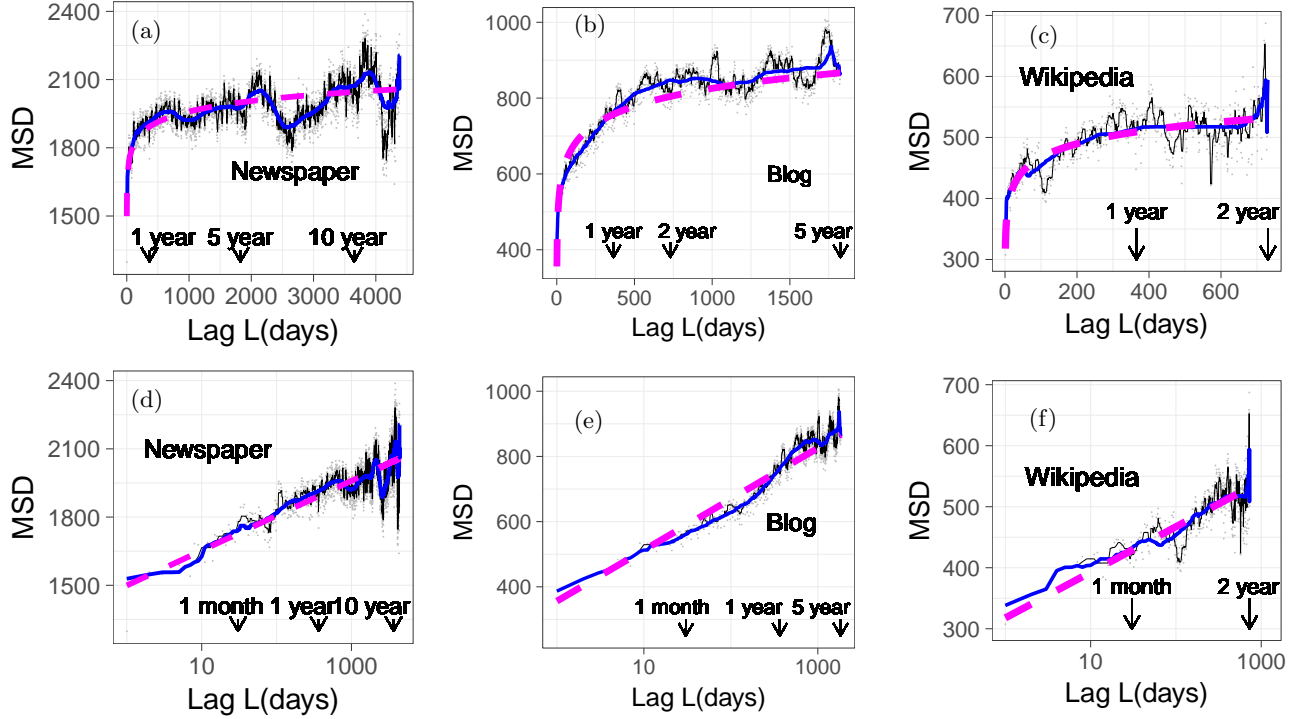 (a)
MSD
2400
2100
1800
1500
Newspaper
1 year 5 year 10 year
0 1000 2000 3000 4000
Lag L(days)
(b)
MSD
1000
800
600
400
Blog
1 year 2 year 5 year
0 500 1000 1500
Lag L(days)
(c)
MSD
700
600
500
400
300
Wikipedia
1 year 2 year
0 200 400 600
Lag L(days)
(d)
MSD
2400
2100
1800
1500
Newspaper
1 month 1 year 10 year
10 1000
Lag L(days)
(e)
MSD
1000
800
600
400
Blog
1 month 1 year 5 year
10 1000
Lag L(days)
(f)
MSD
700
600
500
400
300
Wikipedia
1 month 2 year
10 1000
Lag L(days)